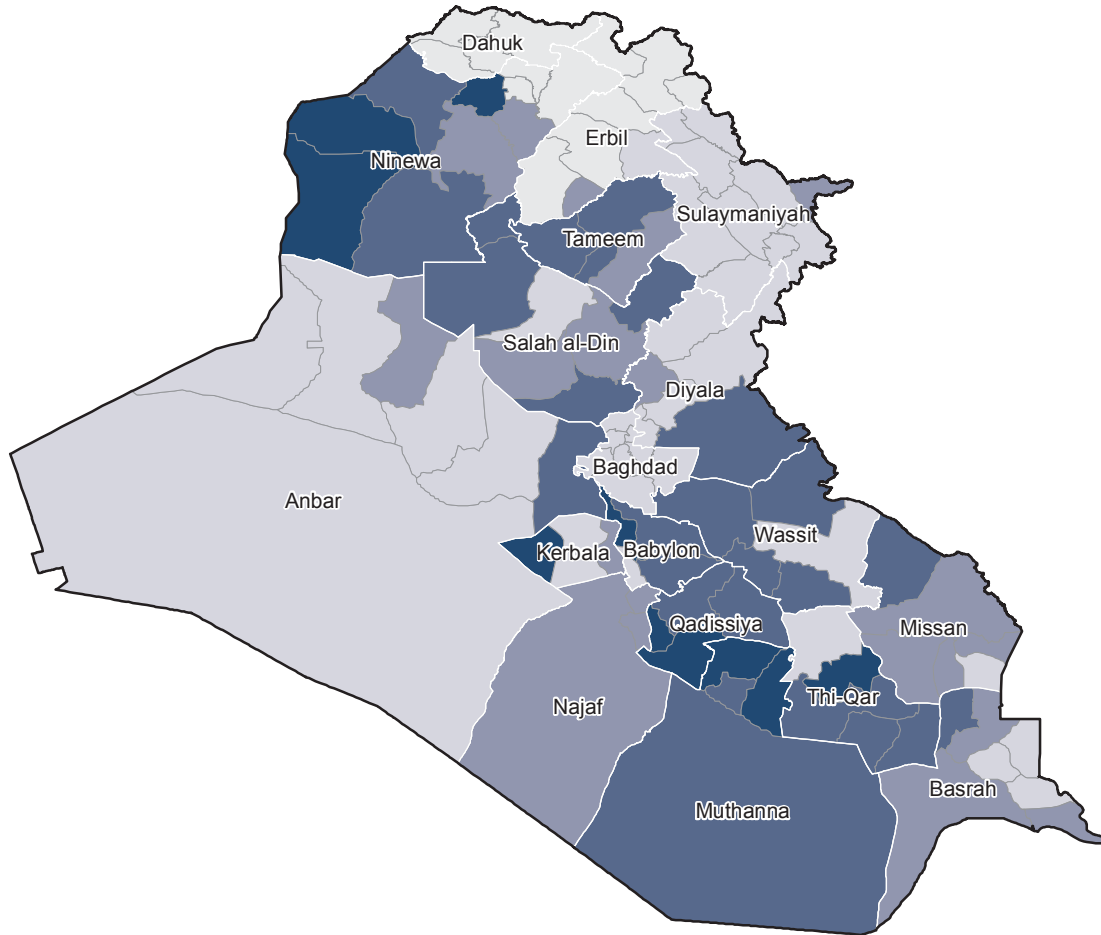 Dahuk
Erbil
Ninewa
Sulaymaniyah
Tameem
Salah al-Din
Diyala
Baghdad
Anbar
Wassit
Kerbala
Babylon
Qadissiya
Missan
Thi-Qar
Najaf
Basrah
Muthanna